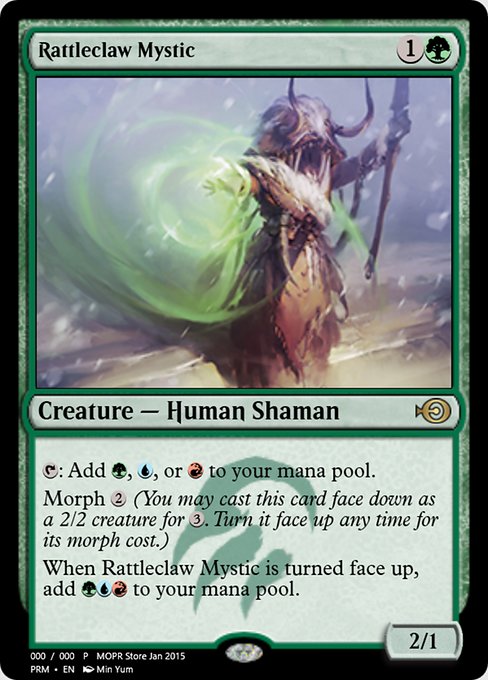 Rattleclaw Mystic 1
Creature — Human Shaman
: Add , , or to your mana pool.
Morph 2 (You may cast this card face down as
a 2/2 creature for 3. Turn it face up any time for
its morph cost.)
When Rattleclaw Mystic is turned face up,
add to your mana pool.
2/1
000 / 000 P MOPR Store Jan 2015
PRM • EN Min Yum